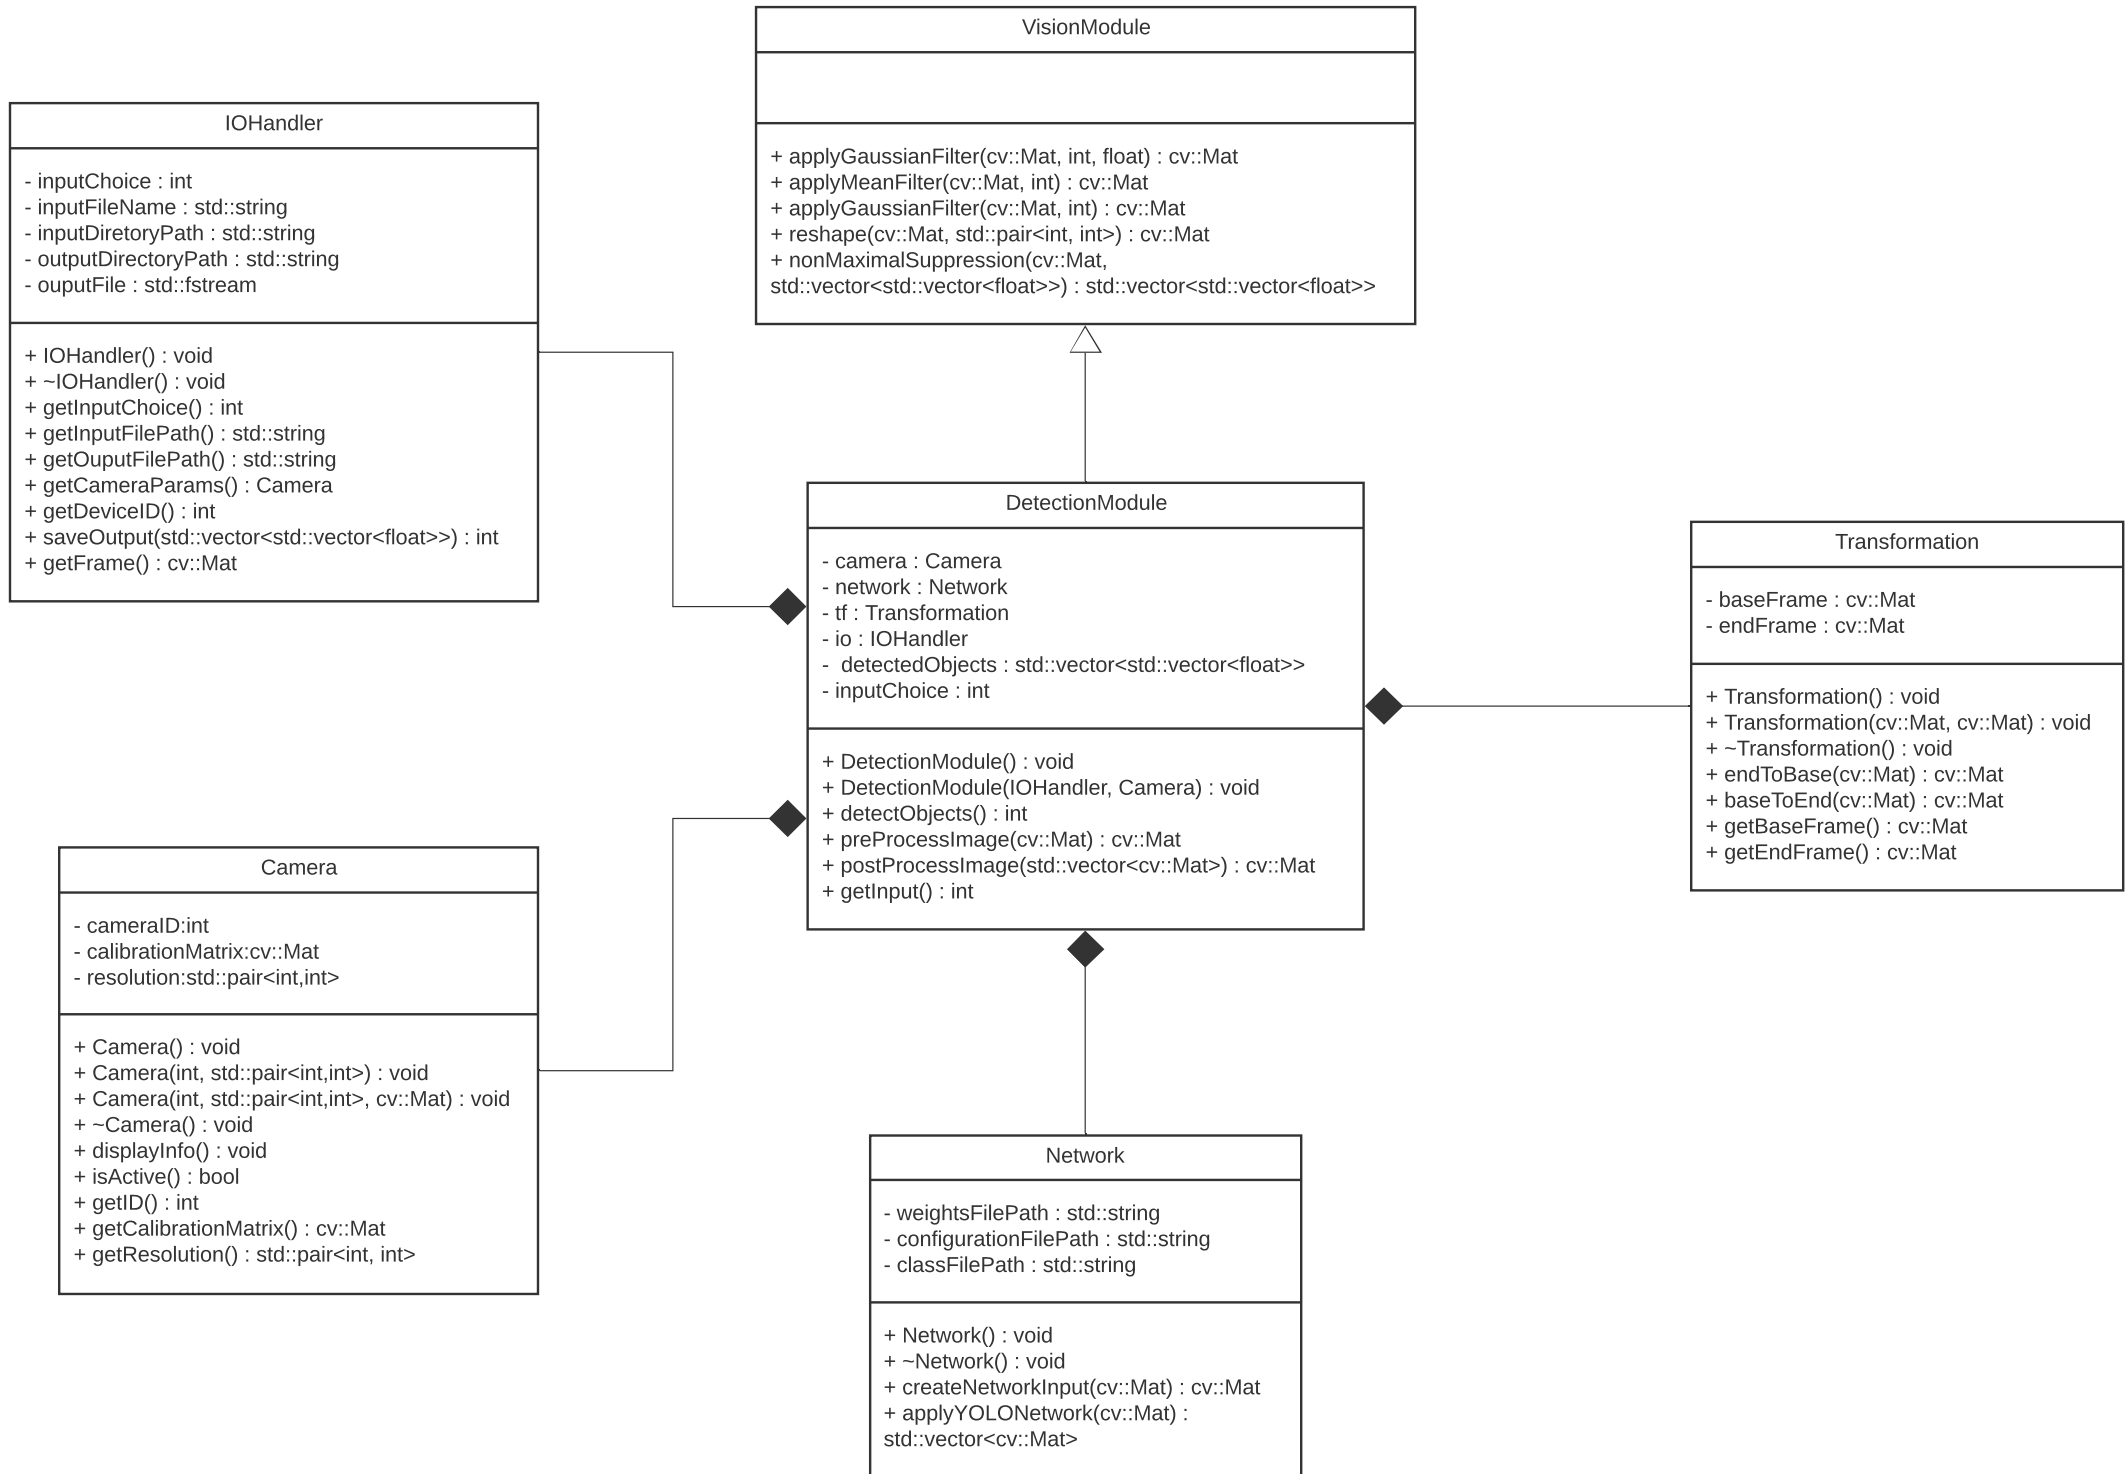 VisionModule
+ applyGaussianFilter(cv::Mat, int, float) : cv::Mat
+ applyMeanFilter(cv::Mat, int) : cv::Mat
+ applyGaussianFilter(cv::Mat, int) : cv::Mat
+ reshape(cv::Mat, std::pair<int, int>) : cv::Mat
+ nonMaximalSuppression(cv::Mat,
std::vector<std::vector<float>>) : std::vector<std::vector<float>>
IOHandler
- inputChoice : int
- inputFileName : std::string
- inputDiretoryPath : std::string
- outputDirectoryPath : std::string
- ouputFile : std::fstream
+ IOHandler() : void
+ ~IOHandler() : void
+ getInputChoice() : int
+ getInputFilePath() : std::string
+ getOuputFilePath() : std::string
+ getCameraParams() : Camera
+ getDeviceID() : int
+ saveOutput(std::vector<std::vector<float>>) : int
+ getFrame() : cv::Mat
DetectionModule
- camera : Camera
- network : Network
- tf : Transformation
- io : IOHandler
-  detectedObjects : std::vector<std::vector<float>>
- inputChoice : int
+ DetectionModule() : void
+ DetectionModule(IOHandler, Camera) : void
+ detectObjects() : int
+ preProcessImage(cv::Mat) : cv::Mat
+ postProcessImage(std::vector<cv::Mat>) : cv::Mat
+ getInput() : int
Transformation
- baseFrame : cv::Mat
- endFrame : cv::Mat
+ Transformation() : void
+ Transformation(cv::Mat, cv::Mat) : void
+ ~Transformation() : void
+ endToBase(cv::Mat) : cv::Mat
+ baseToEnd(cv::Mat) : cv::Mat
+ getBaseFrame() : cv::Mat
+ getEndFrame() : cv::Mat
Camera
- cameraID:int
- calibrationMatrix:cv::Mat
- resolution:std::pair<int,int>
+ Camera() : void
+ Camera(int, std::pair<int,int>) : void
+ Camera(int, std::pair<int,int>, cv::Mat) : void
+ ~Camera() : void
+ displayInfo() : void
+ isActive() : bool
+ getID() : int
+ getCalibrationMatrix() : cv::Mat
+ getResolution() : std::pair<int, int>
Network
- weightsFilePath : std::string
- configurationFilePath : std::string
- classFilePath : std::string
+ Network() : void
+ ~Network() : void
+ createNetworkInput(cv::Mat) : cv::Mat
+ applyYOLONetwork(cv::Mat) :
std::vector<cv::Mat>